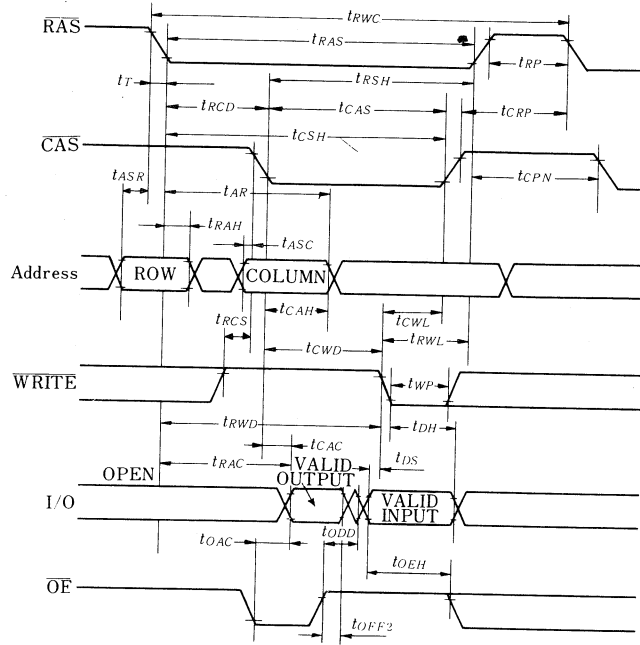 tRWC
RAS
tRAS
tRP
tRSH
tT
tRCD
tCAS
tCRP
tCSH
CAS
tASR
tAR
tCPN
tRAH
tASC
Address
ROW
COLUMN
tCAH
tRCS
tCWL
tRWL
tCWD
WRITE
tWP
tRWD
tDH
tCAC
tRAC
tDS
OPEN
VALID
OUTPUT
I/O
VALID
INPUT
tOAC
tODD
tOEH
OE
tOFF2